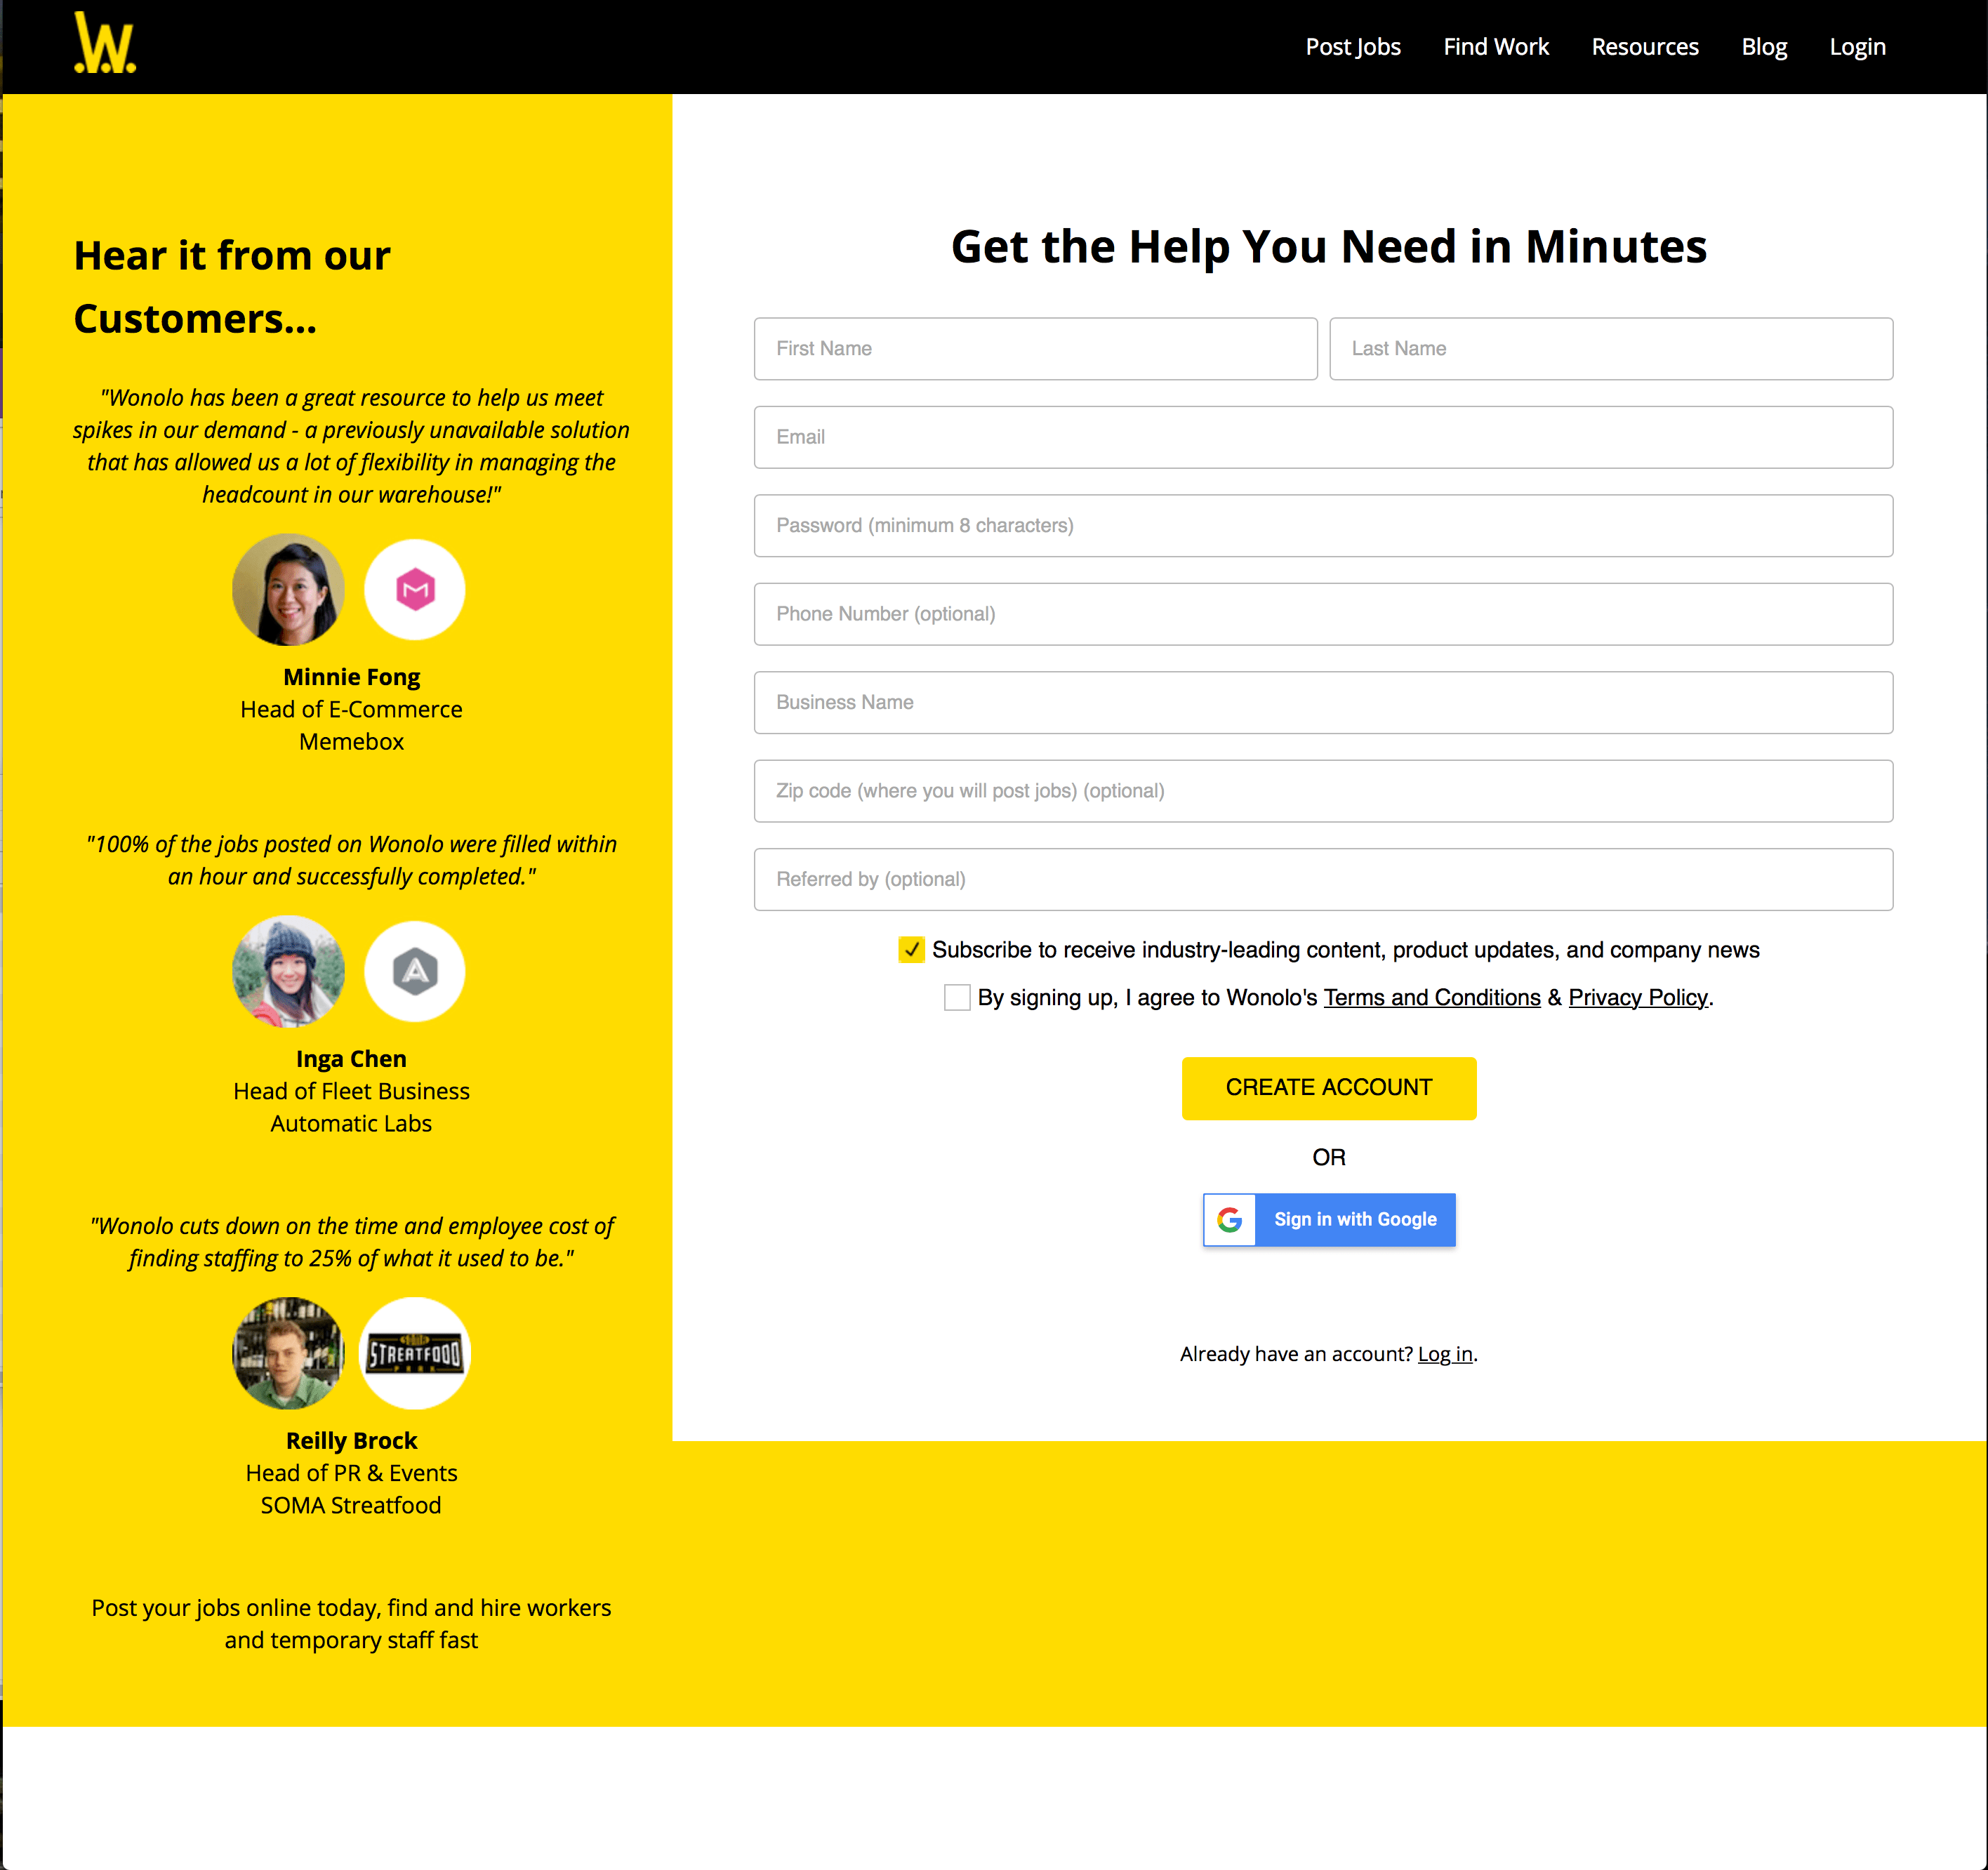 .W.
Post Jobs
Find Work
Resources
Blog
Login
Hear it from our
Customers...
"Wonolo has been a great resource to help us meet
spikes in our demand - a previously unavailable solution
that has allowed us a lot of flexibility in managing the
headcount in our warehouse!"
M
Minnie Fong
Head of E-Commerce
Memebox
"100% of the jobs posted on Wonolo were filled within
an hour and successfully completed."
A
Inga Chen
Head of Fleet Business
Automatic Labs
"Wonolo cuts down on the time and employee cost of
finding staffing to 25% of what it used to be."
STREATFOOD
PARK
Reilly Brock
Head of PR & Events
SOMA Streatfood
Post your jobs online today, find and hire workers
and temporary staff fast
Get the Help You Need in Minutes
First Name
Last Name
Email
Password (minimum 8 characters)
Phone Number (optional)
Business Name
Zip code (where you will post jobs) (optional)
Referred by (optional)
Subscribe to receive industry-leading content, product updates, and company news
By signing up, I agree to Wonolo's Terms and Conditions & Privacy Policy.
CREATE ACCOUNT
OR
G Sign in with Google
Already have an account? Log in.